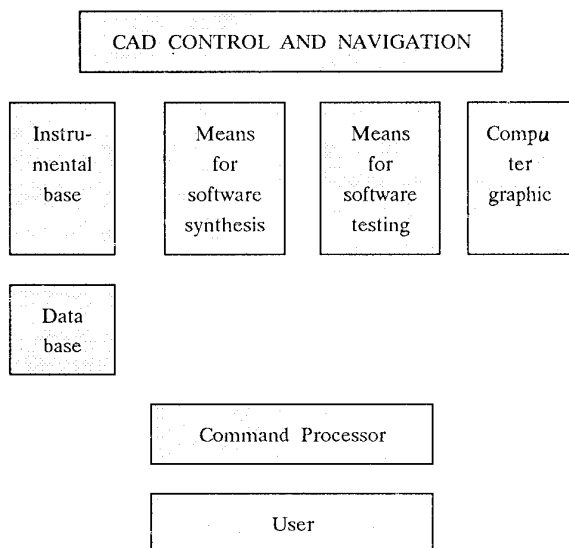 CAD CONTROL AND NAVIGATION
Instru-
mental
base
Means
for
software
synthesis
Means
for
software
testing
Compu
ter
graphic
Data
base
Command Processor
User